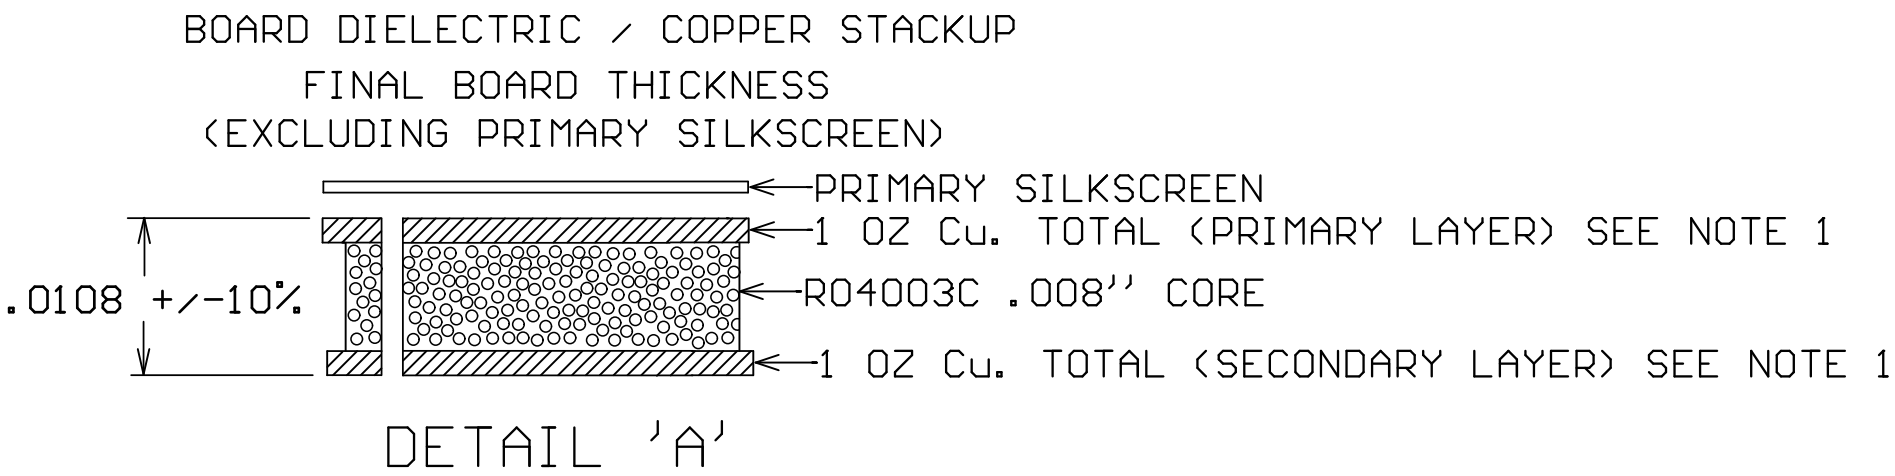 BOARD DIELECTRIC / COPPER STACKUP
FINAL BOARD THICKNESS
(EXCLUDING PRIMARY SILKSCREEN)
PRIMARY SILKSCREEN
1 OZ Cu. TOTAL (PRIMARY LAYER) SEE NOTE 1
.0108 +/-10%
RO4003C .008'' CORE
1 OZ Cu. TOTAL (SECONDARY LAYER) SEE NOTE 1
DETAIL 'A'